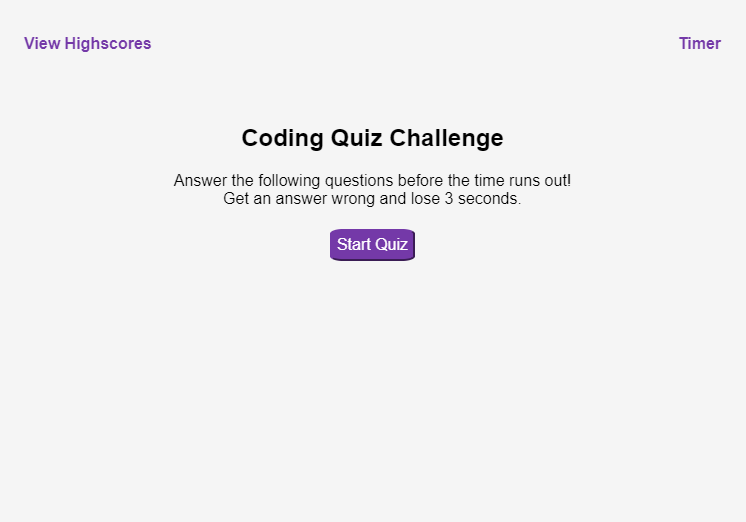 View Highscores
Timer
Coding Quiz Challenge
Answer the following questions before the time runs out!
Get an answer wrong and lose 3 seconds.
Start Quiz